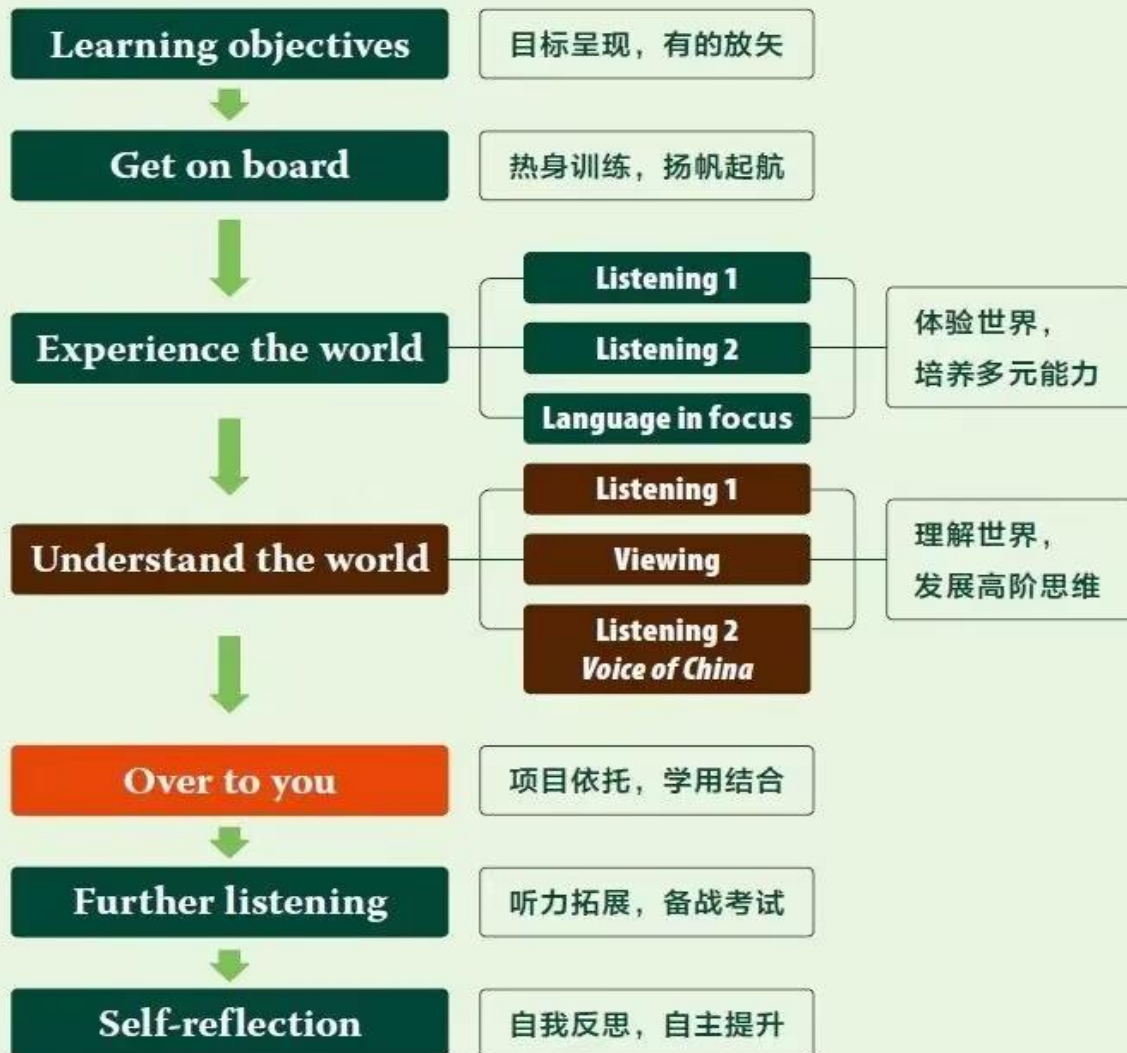 Learning objectives
目标呈现，有的放矢
Get on board
热身训练，扬帆起航
Experience the world
Listening 1
Listening 2
Language in focus
体验世界，
培养多元能力
Understand the world
Listening 1
Viewing
Listening 2
Voice of China
理解世界，
发展高阶思维
Over to you
项目依托，学用结合
Further listening
听力拓展，备战考试
Self-reflection
自我反思，自主提升